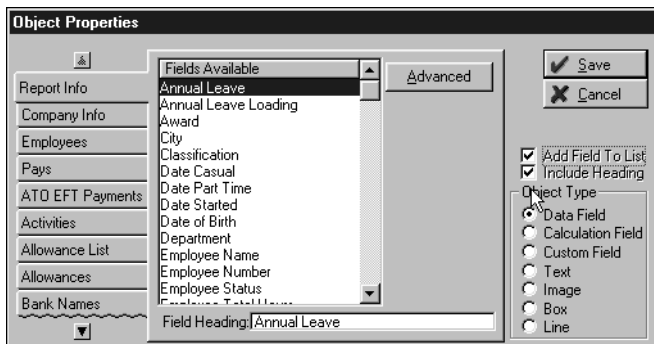 Object Properties
Report Info
Company Info
Employees
Pays
ATO EFT Payments
Activities
Allowance List
Allowances
Bank Names
Fields Available
Annual Leave
Annual Leave Loading
Award
City
Classification
Date Casual
Date Part Time
Date Started
Date of Birth
Department
Employee Name
Employee Number
Employee Status
Field Heading: Annual Leave
Advanced
Save
Cancel
Add Field To List
Include Heading
Object Type
Data Field
Calculation Field
Custom Field
Text
Image
Box
Line